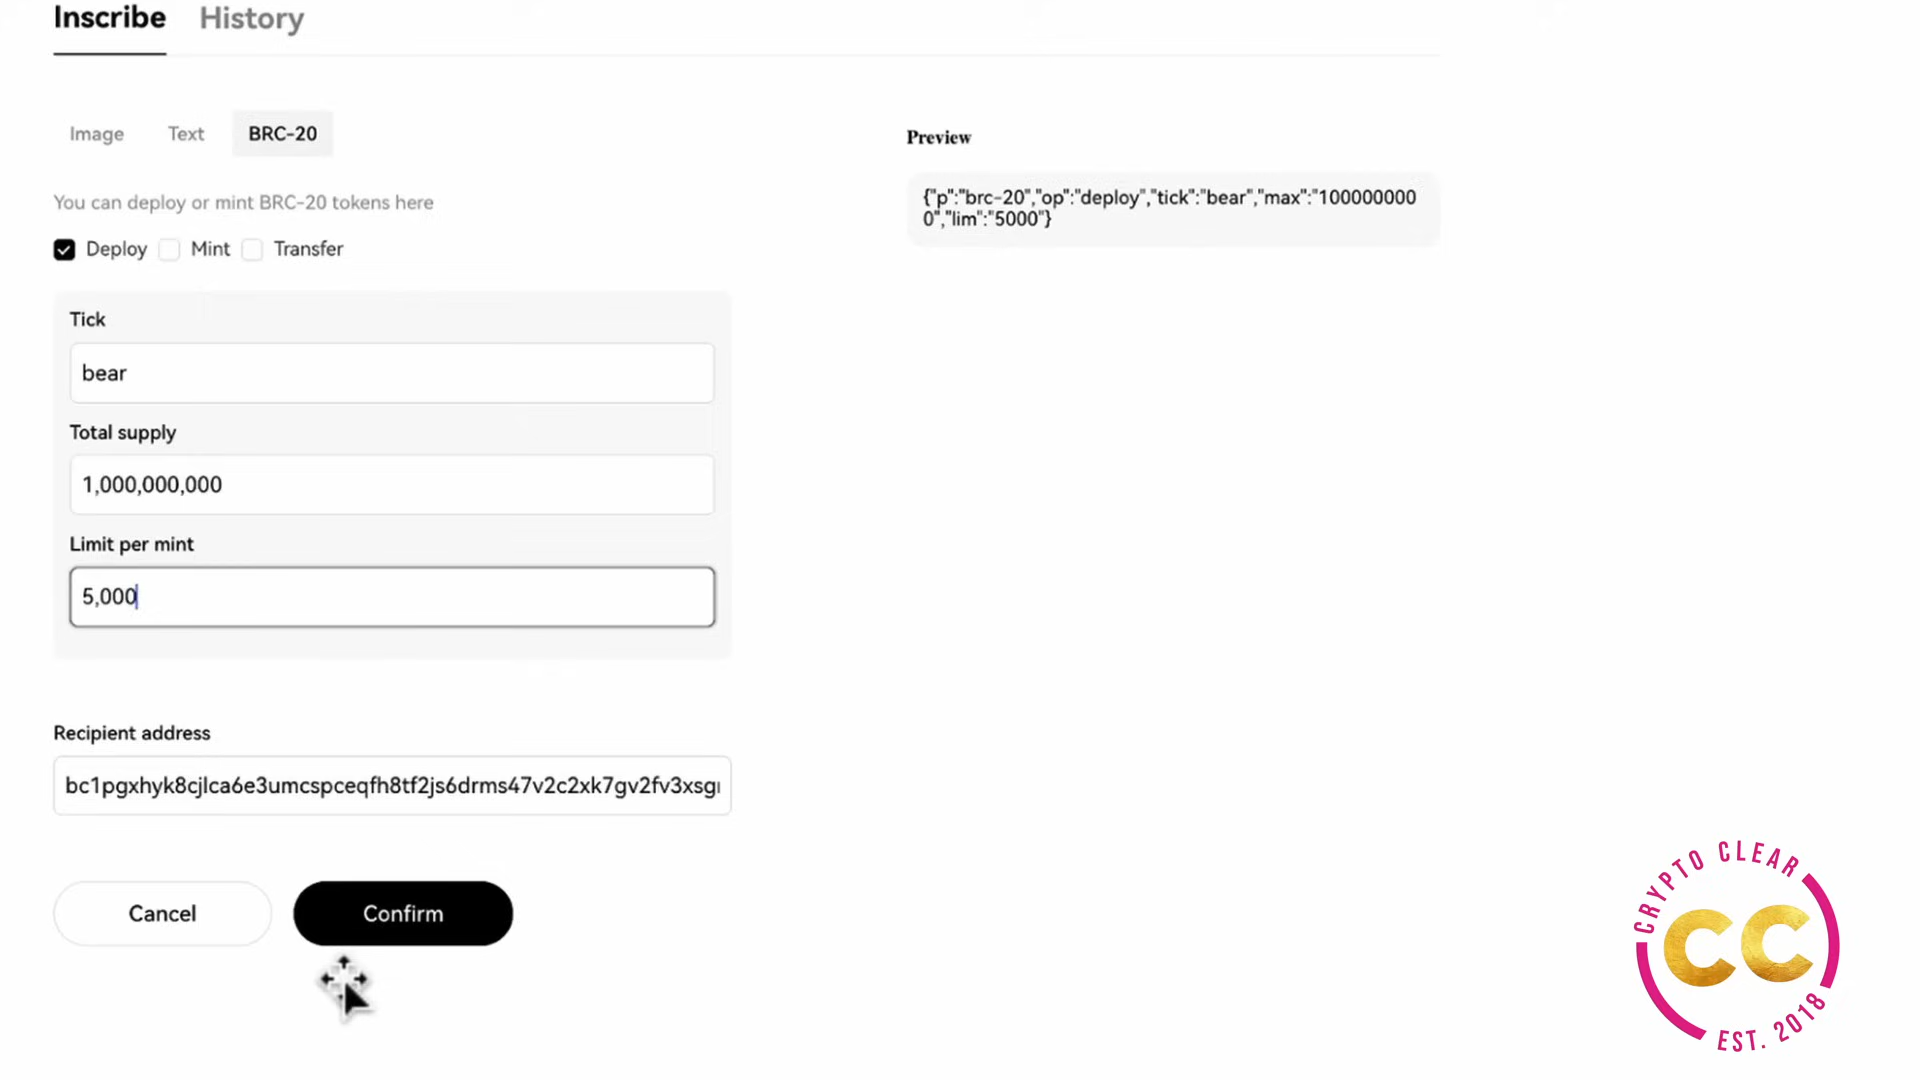 Inscribe History
Image Text BRC-20
You can deploy or mint BRC-20 tokens here
Deploy Mint Transfer
Tick
bear
Total supply
1,000,000,000
Limit per mint
5,000
Recipient address
bc1pgxhyk8cjlca6e3umcspceqfh8tf2js6drms47v2c2xk7gv2fv3xsg
Cancel Confirm
Preview
{"p":"brc-20","op":"deploy","tick":"bear","max":"100000000
0","lim":"5000"}
CRYPTO CLEAR
CC
EST. 2018